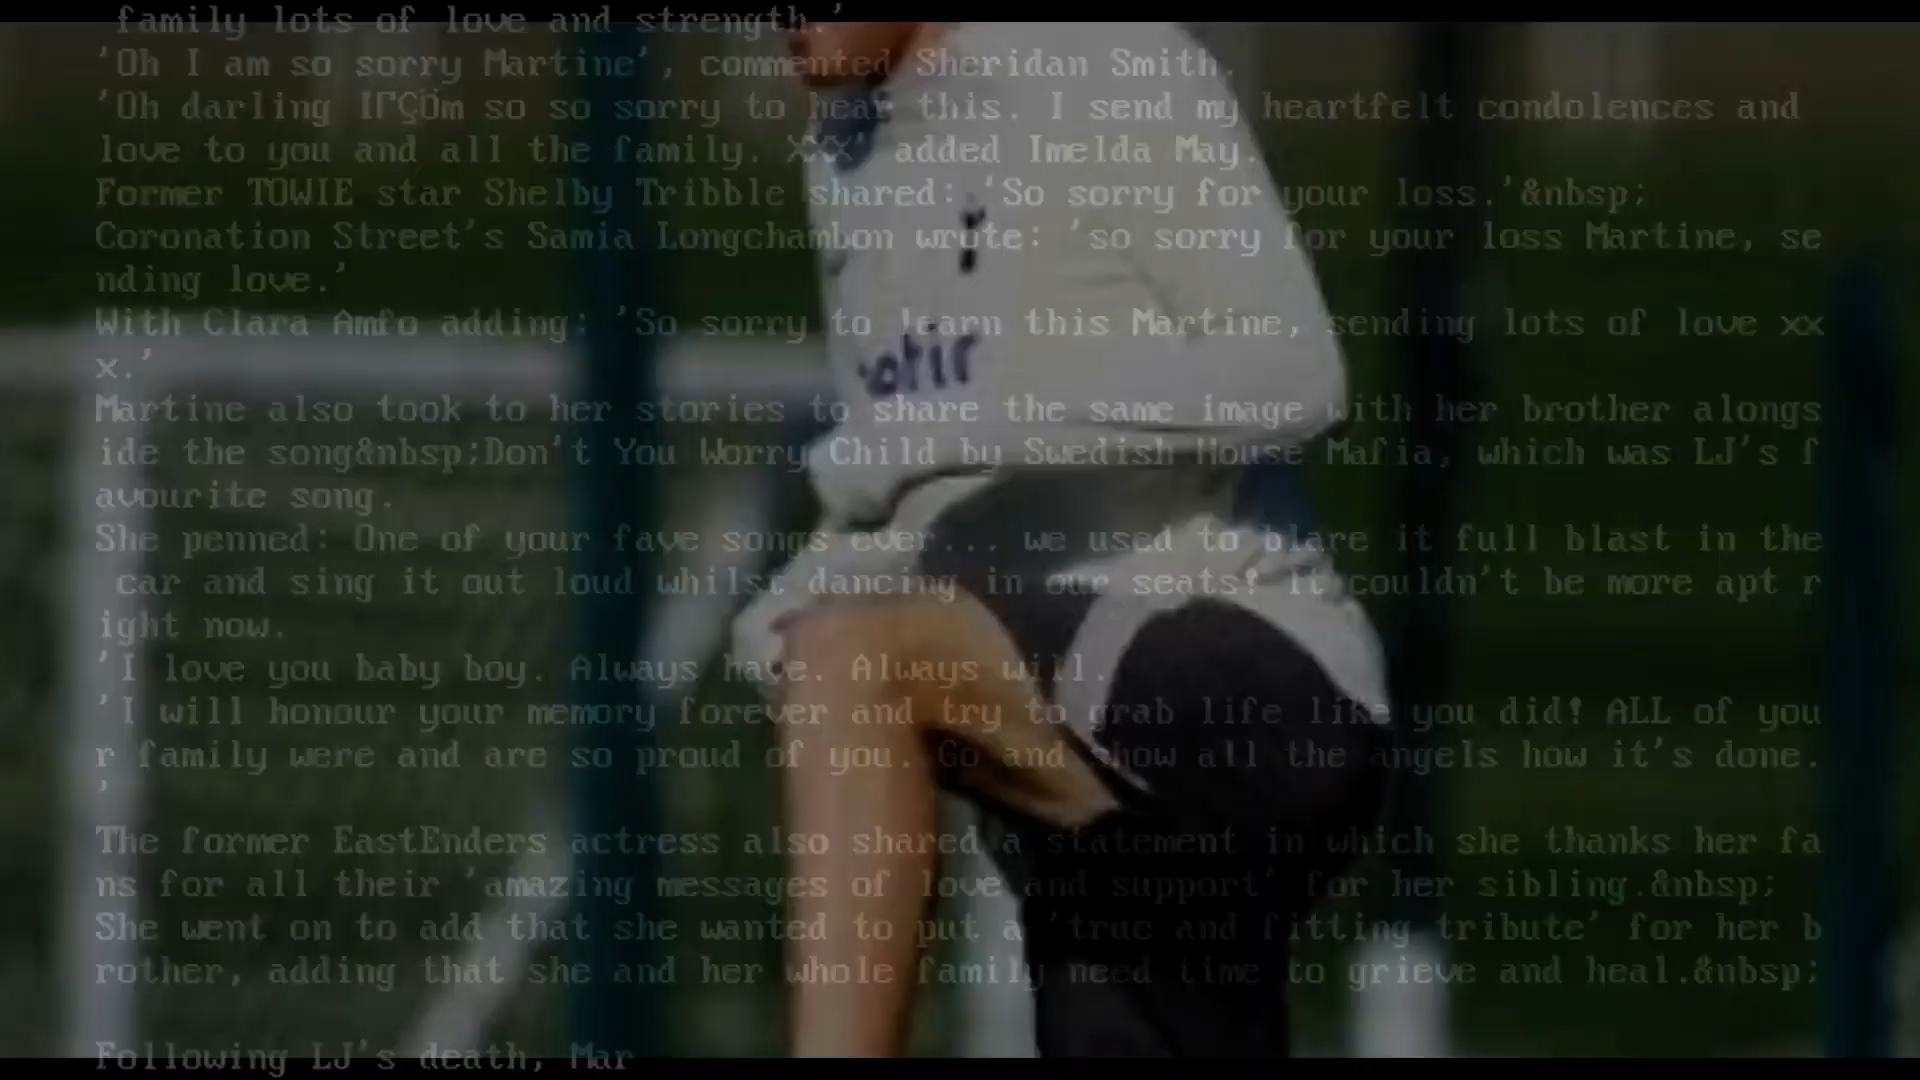 family lots of love and strength.'
'Oh I am so sorry Martine', commented Sheridan Smith.
'Oh darling IΓÇÖm so so sorry to hear this. I send my heartfelt condolences and
love to you and all the family. XXX' added Imelda May.
Former TOWIE star Shelby Tribble shared: 'So sorry for your loss.'&nbsp;
Coronation Street's Samia Longchambon wrote: 'so sorry for your loss Martine, se
nding love.'
With Clara Amfo adding: 'So sorry to learn this Martine, sending lots of love xx
x.'
Martine also took to her stories to share the same image with her brother alongs
ide the song&nbsp;Don't You Worry Child by Swedish House Mafia, which was LJ's f
avourite song.
She penned: One of your fave songs ever... we used to blare it full blast in the
car and sing it out loud whilst dancing in our seats! it couldn't be more apt r
ight now.
'I love you baby boy. Always have. Always will.
'I will honour your memory forever and try to grab life like you did! ALL of you
r family were and are so proud of you. Go and show all the angels how it's done.
'
The former EastEnders actress also shared a statement in which she thanks her fa
ns for all their 'amazing messages of love and support' for her sibling.&nbsp;
She went on to add that she wanted to put a 'true and fitting tribute' for her b
rother, adding that she and her whole family need time to grieve and heal.&nbsp;
Following LJ's death, Mar